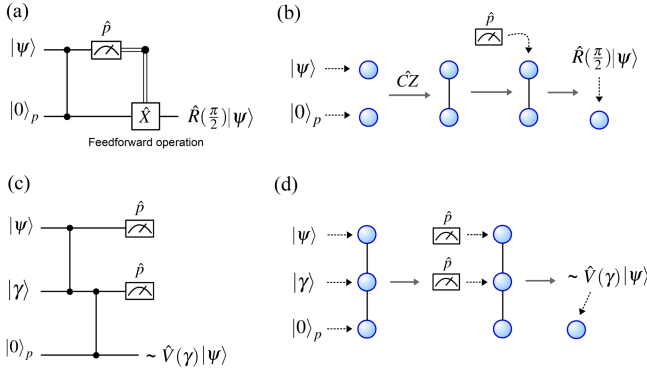 (a)
p̂
|ψ⟩
|0⟩ₚ X̂ R̂(π/2)|ψ⟩
Feedforward operation
(b)
p̂
|ψ⟩ ĈZ R̂(π/2)|ψ⟩
|0⟩ₚ
(c)
p̂
|ψ⟩
p̂
|γ⟩
|0⟩ₚ ~ V̂(γ)|ψ⟩
(d)
|ψ⟩ p̂
|γ⟩ p̂ ~ V̂(γ)|ψ⟩
|0⟩ₚ